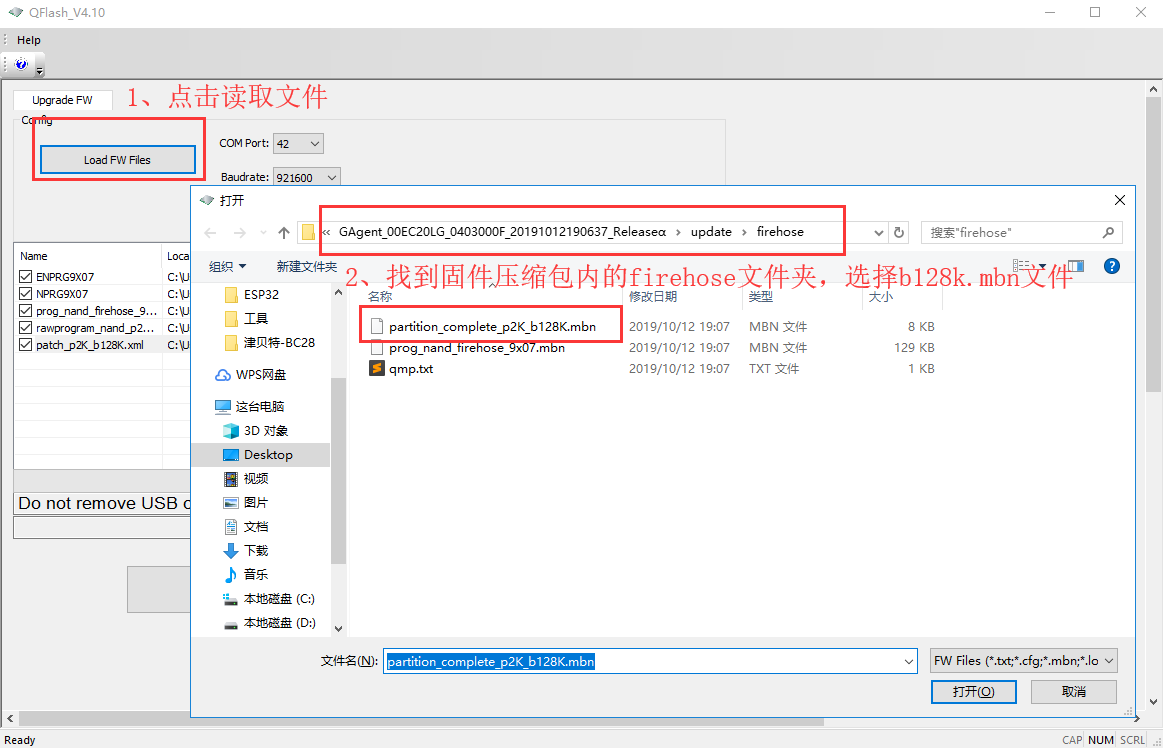 QFlash_V4.10
Help
Upgrade FW
1、点击读取文件
Config
Load FW Files
COM Port: 42
Baudrate: 921600
Name
Loca
ENPRG9X07 C:\U
NPRG9X07 C:\U
prog_nand_firehose_9... C:\U
rawprogram_nand_p2... C:\U
patch_p2K_b128K.xml C:\U
Do not remove USB c
打开
« GAgent_00EC20LG_0403000F_20191012190637_Releaseα › update › firehose
搜索"firehose"
组织 新建文件夹
2、找到固件压缩包内的firehose文件夹，选择b128k.mbn文件
名称 修改日期 类型 大小
partition_complete_p2K_b128K.mbn 2019/10/12 19:07 MBN 文件 8 KB
prog_nand_firehose_9x07.mbn 2019/10/12 19:07 MBN 文件 129 KB
qmp.txt 2019/10/12 19:07 TXT 文件 1 KB
ESP32
工具
津贝特-BC28
WPS网盘
这台电脑
3D 对象
Desktop
视频
图片
文档
下载
音乐
本地磁盘 (C:)
本地磁盘 (D:)
文件名(N): partition_complete_p2K_b128K.mbn
FW Files (*.txt;*.cfg;*.mbn;*.lo
打开(O) 取消
Ready
CAP NUM SCRL